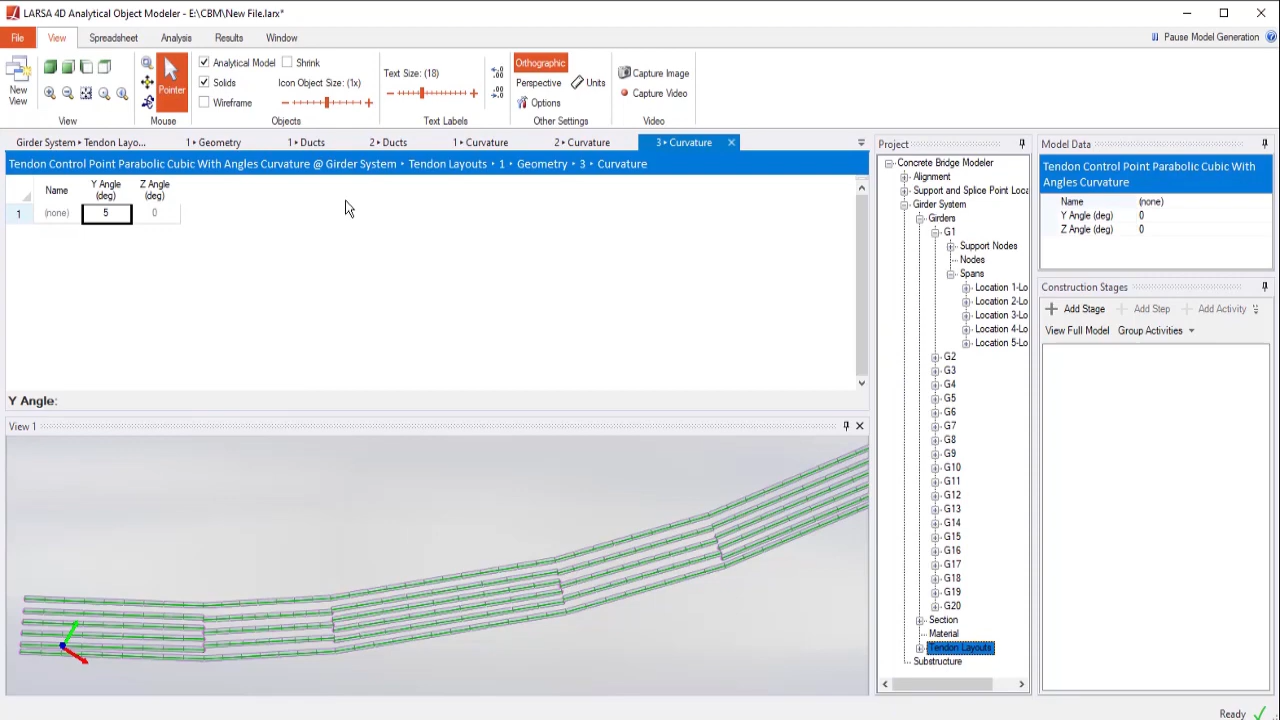 LARSA 4D Analytical Object Modeler - E:\CBM\New File.larx*
File View Spreadsheet Analysis Results Window
Pause Model Generation
New View
View
Pointer
Mouse
Analytical Model
Shrink
Solids
Icon Object Size: (1x)
Wireframe
Objects
Text Size: (18)
Text Labels
Orthographic
Perspective
Units
Options
Other Settings
Capture Image
Capture Video
Video
Girder System ▸ Tendon Layo...
1 ▸ Geometry
1 ▸ Ducts
2 ▸ Ducts
1 ▸ Curvature
2 ▸ Curvature
3 ▸ Curvature
Tendon Control Point Parabolic Cubic With Angles Curvature @ Girder System ▸ Tendon Layouts ▸ 1 ▸ Geometry ▸ 3 ▸ Curvature
Name
Y Angle (deg)
Z Angle (deg)
1 (none) 5 0
Y Angle:
View 1
Project
Concrete Bridge Modeler
Alignment
Support and Splice Point Loca
Girder System
Girders
G1
Support Nodes
Nodes
Spans
Location 1-Lo
Location 2-Lo
Location 3-Lo
Location 4-Lo
Location 5-Lo
G2
G3
G4
G5
G6
G7
G8
G9
G10
G11
G12
G13
G14
G15
G16
G17
G18
G19
G20
Section
Material
Tendon Layouts
Substructure
Model Data
Tendon Control Point Parabolic Cubic With
Angles Curvature
Name (none)
Y Angle (deg) 0
Z Angle (deg) 0
Construction Stages
Add Stage Add Step Add Activity
View Full Model Group Activities
Ready